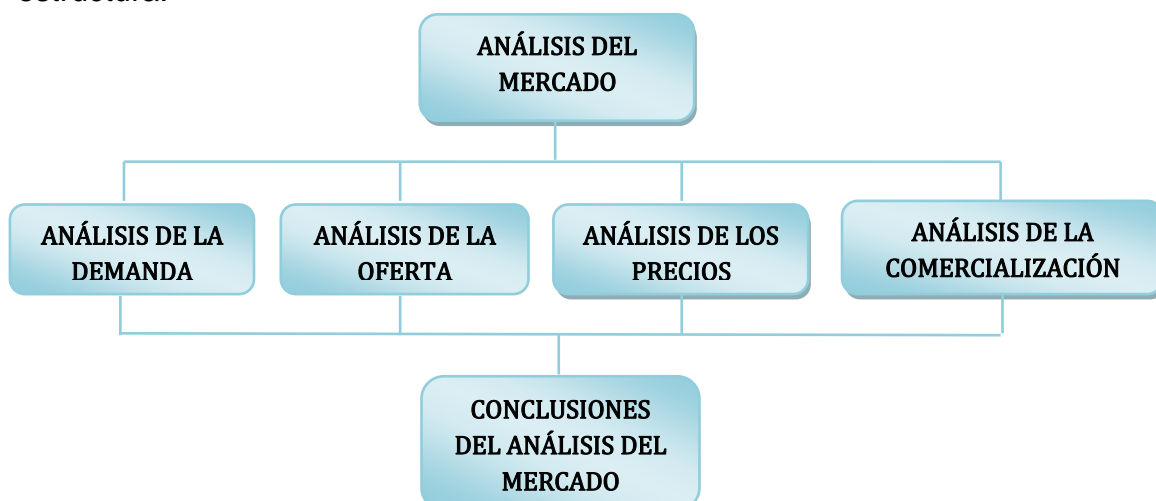 estructura:
ANÁLISIS DEL
MERCADO
ANÁLISIS DE LA
DEMANDA
ANÁLISIS DE LA
OFERTA
ANÁLISIS DE LOS
PRECIOS
ANÁLISIS DE LA
COMERCIALIZACIÓN
CONCLUSIONES
DEL ANÁLISIS DEL
MERCADO